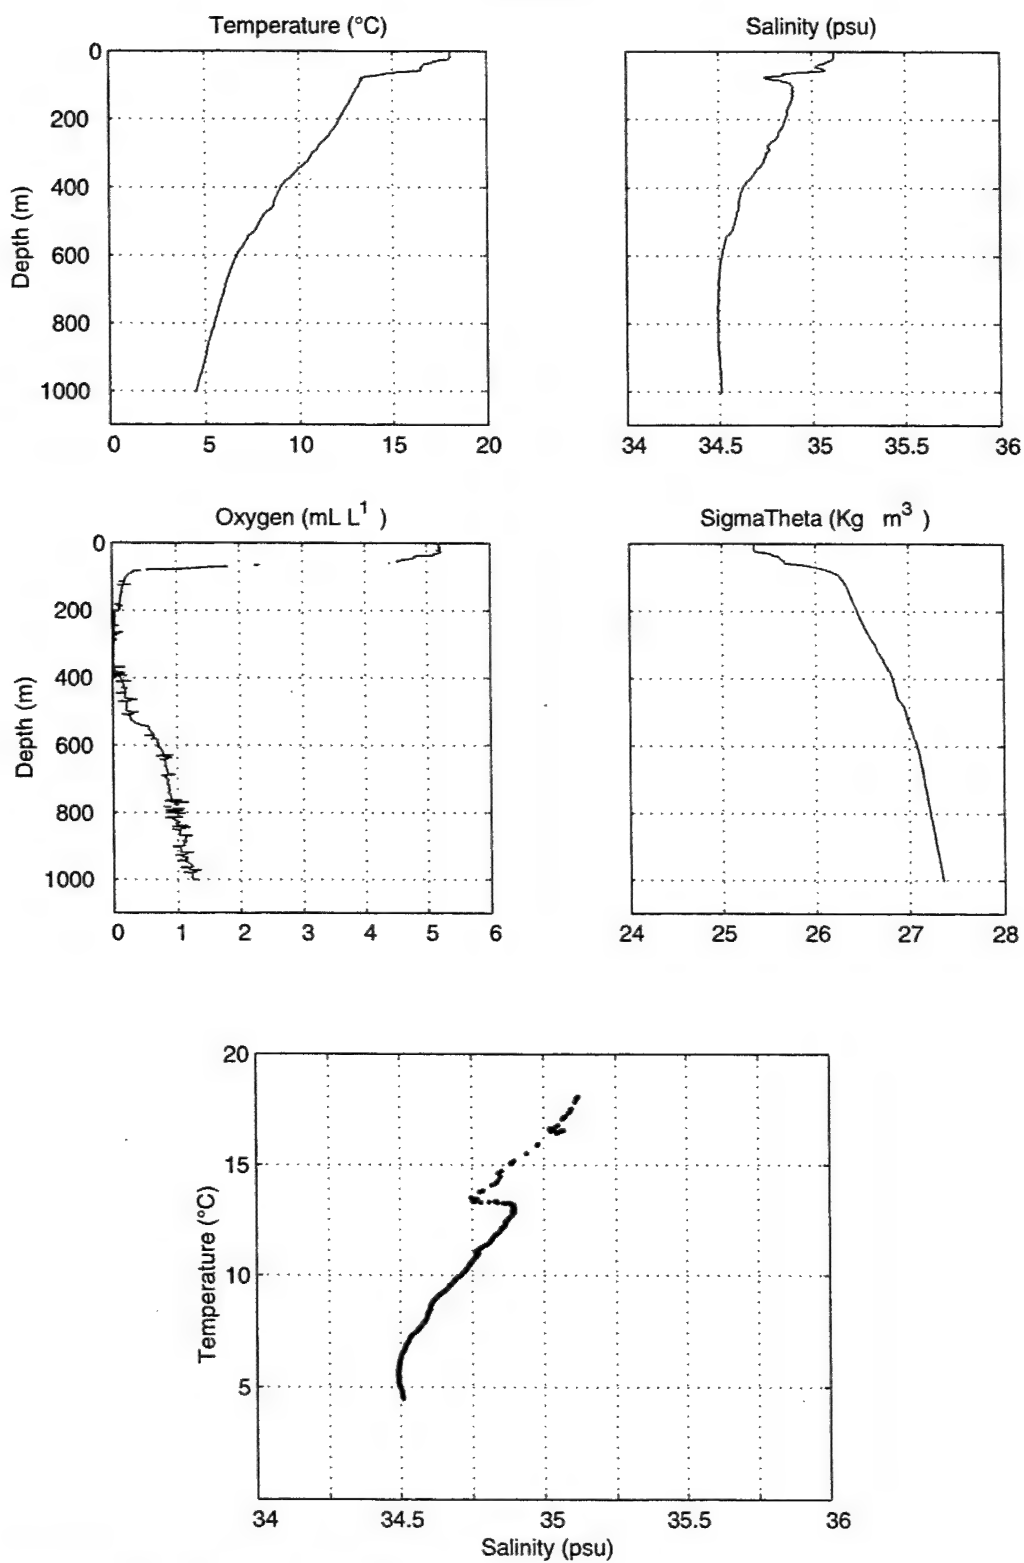 Temperature (°C)
Salinity (psu)
0
200
400
600
800
1000
Depth (m)
0 5 10 15 20
34 34.5 35 35.5 36
Oxygen (mL L1 )
SigmaTheta (Kg m3 )
0
200
400
600
800
1000
Depth (m)
0 1 2 3 4 5 6
24 25 26 27 28
20
15
10
5
Temperature (°C)
34 34.5 35 35.5 36
Salinity (psu)